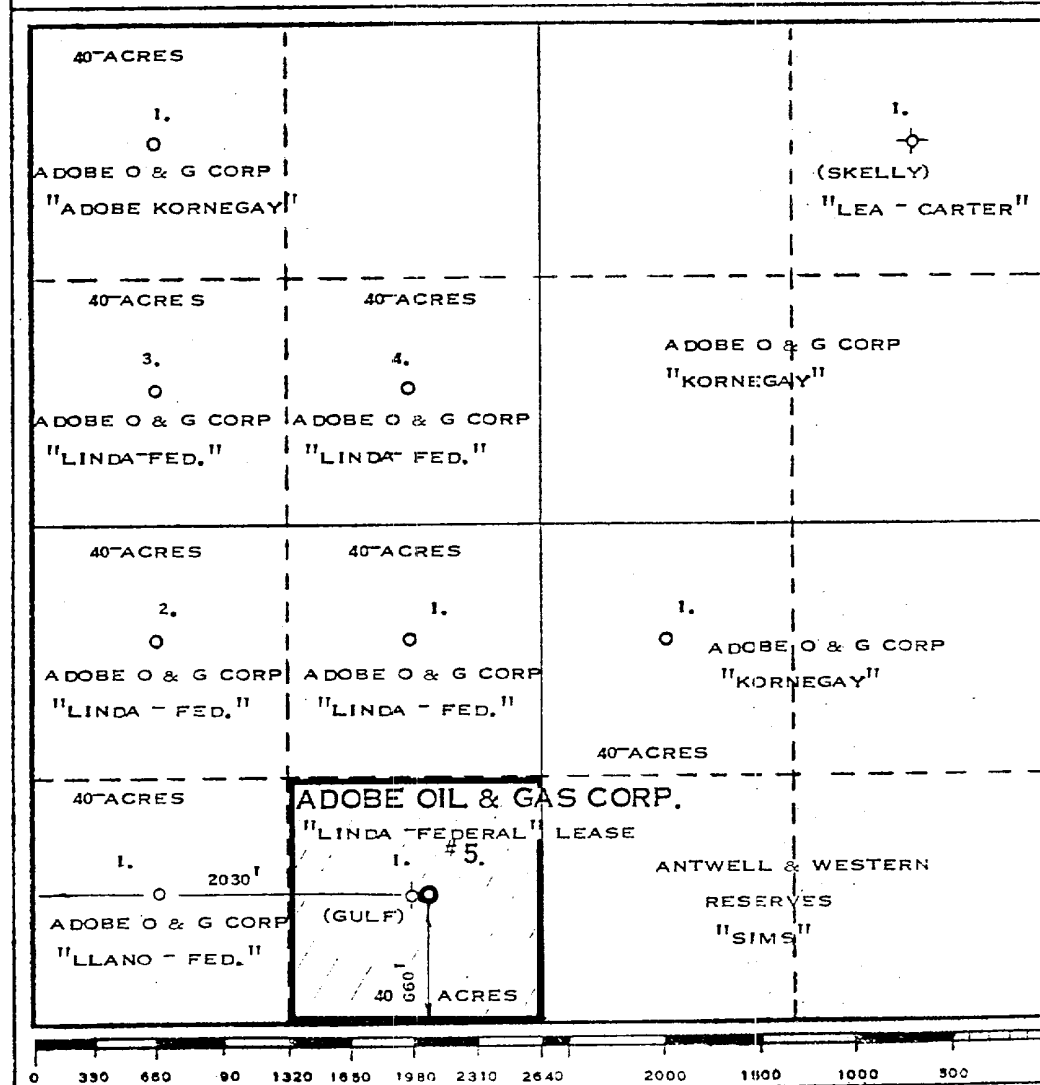 40 ACRES
1.
ADOBE O & G CORP
"ADOBE KORNEGAY"
1.
(SKELLY)
"LEA - CARTER"
40 ACRES
3.
ADOBE O & G CORP
"LINDA-FED."
40 ACRES
4.
ADOBE O & G CORP
"LINDA- FED."
ADOBE O & G CORP
"KORNEGAY"
40 ACRES
2.
ADOBE O & G CORP
"LINDA - FED."
40 ACRES
1.
ADOBE O & G CORP
"LINDA - FED."
1.
ADOBE O & G CORP
"KORNEGAY"
40 ACRES
40 ACRES
1.
2030'
ADOBE O & G CORP
"LLANO - FED."
ADOBE OIL & GAS CORP.
"LINDA -FEDERAL" LEASE
1. #5.
(GULF)
660'
40 ACRES
ANTWELL & WESTERN
RESERVES
"SIMS"
0 330 660 90 1320 1650 1980 2310 2640 2000 1500 1000 500